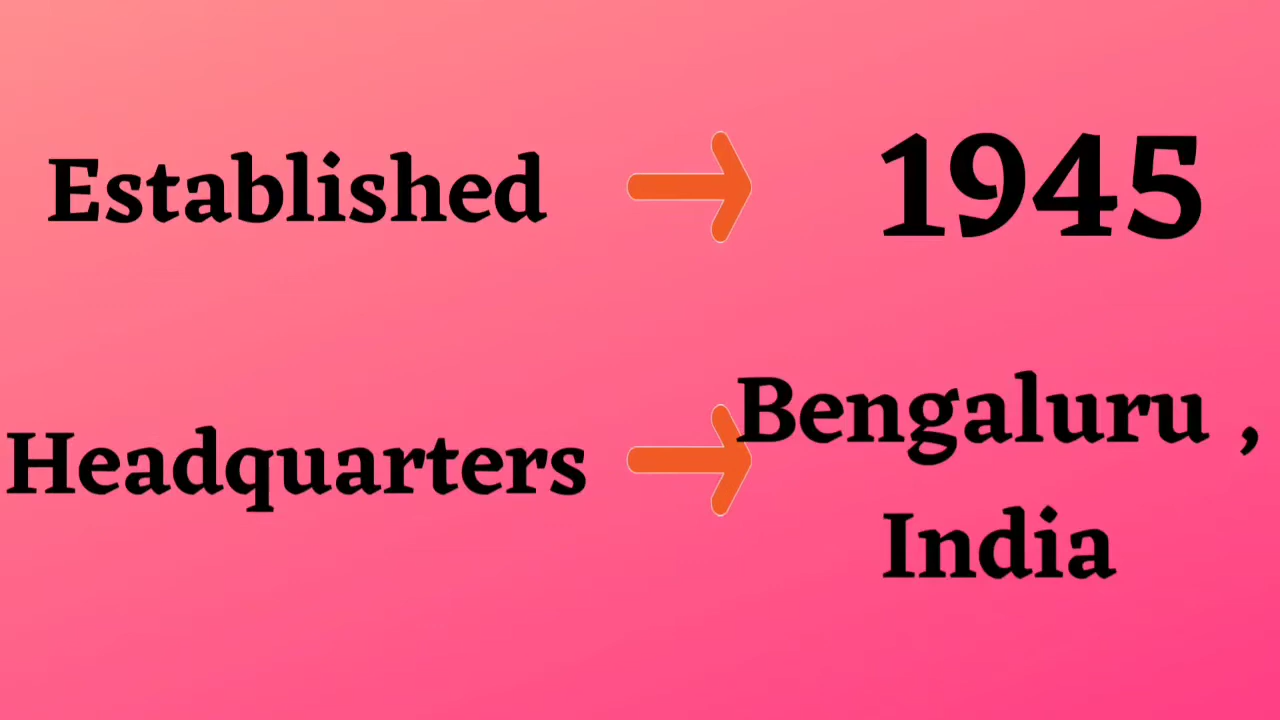 Established → 1945
Headquarters → Bengaluru ,
India